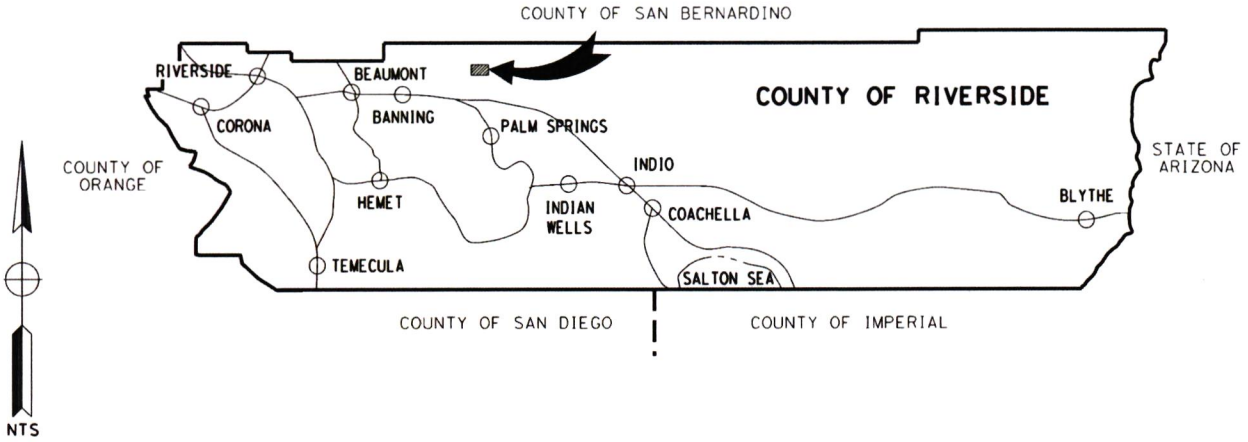 COUNTY OF SAN BERNARDINO
RIVERSIDE
BEAUMONT
COUNTY OF RIVERSIDE
BANNING
CORONA
PALM SPRINGS
STATE OF
ARIZONA
COUNTY OF
ORANGE
INDIO
HEMET
INDIAN
WELLS
COACHELLA
BLYTHE
TEMECULA
SALTON SEA
COUNTY OF SAN DIEGO
COUNTY OF IMPERIAL
NTS